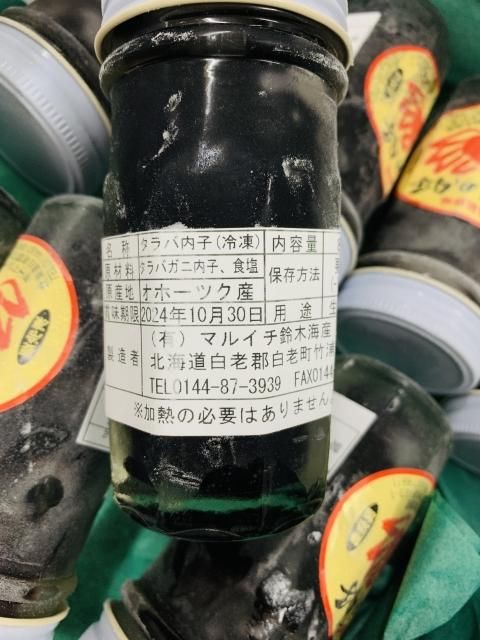 名称 タラバ内子(冷凍) 内容量
原材料 タラバガニ内子、食塩 保存方法
原産地 オホーツク産
賞味期限 2024年10月30日 用途 生
製造者 (有)マルイチ鈴木海産
北海道白老郡白老町竹浦
TEL0144-87-3939 FAX0144
※加熱の必要はありません